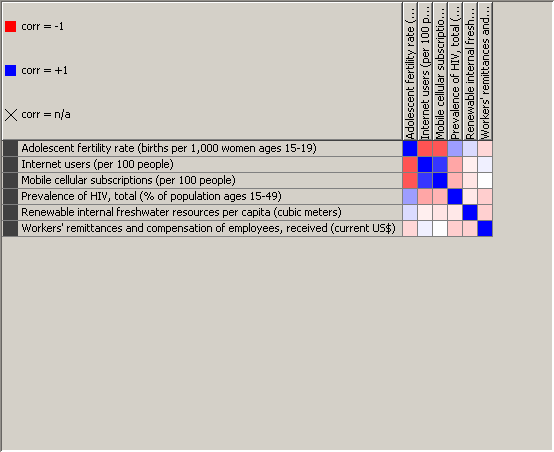 corr = -1
corr = +1
corr = n/a
Adolescent fertility rate (...
Internet users (per 100 p...
Mobile cellular subscriptio...
Prevalence of HIV, total (...
Renewable internal fresh...
Workers' remittances and...
Adolescent fertility rate (births per 1,000 women ages 15-19)
Internet users (per 100 people)
Mobile cellular subscriptions (per 100 people)
Prevalence of HIV, total (% of population ages 15-49)
Renewable internal freshwater resources per capita (cubic meters)
Workers' remittances and compensation of employees, received (current US$)